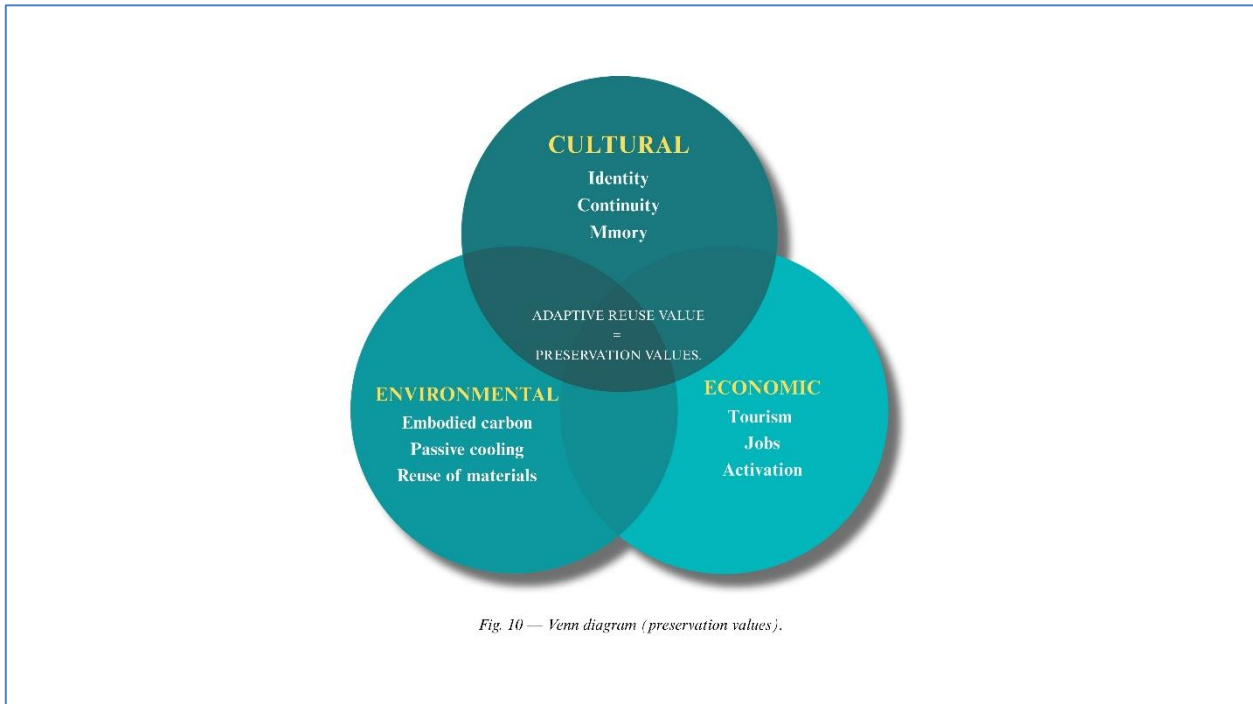 CULTURAL
Identity
Continuity
Mmory
ADAPTIVE REUSE VALUE
=
PRESERVATION VALUES.
ENVIRONMENTAL
Embodied carbon
Passive cooling
Reuse of materials
ECONOMIC
Tourism
Jobs
Activation
Fig. 10 — Venn diagram (preservation values).